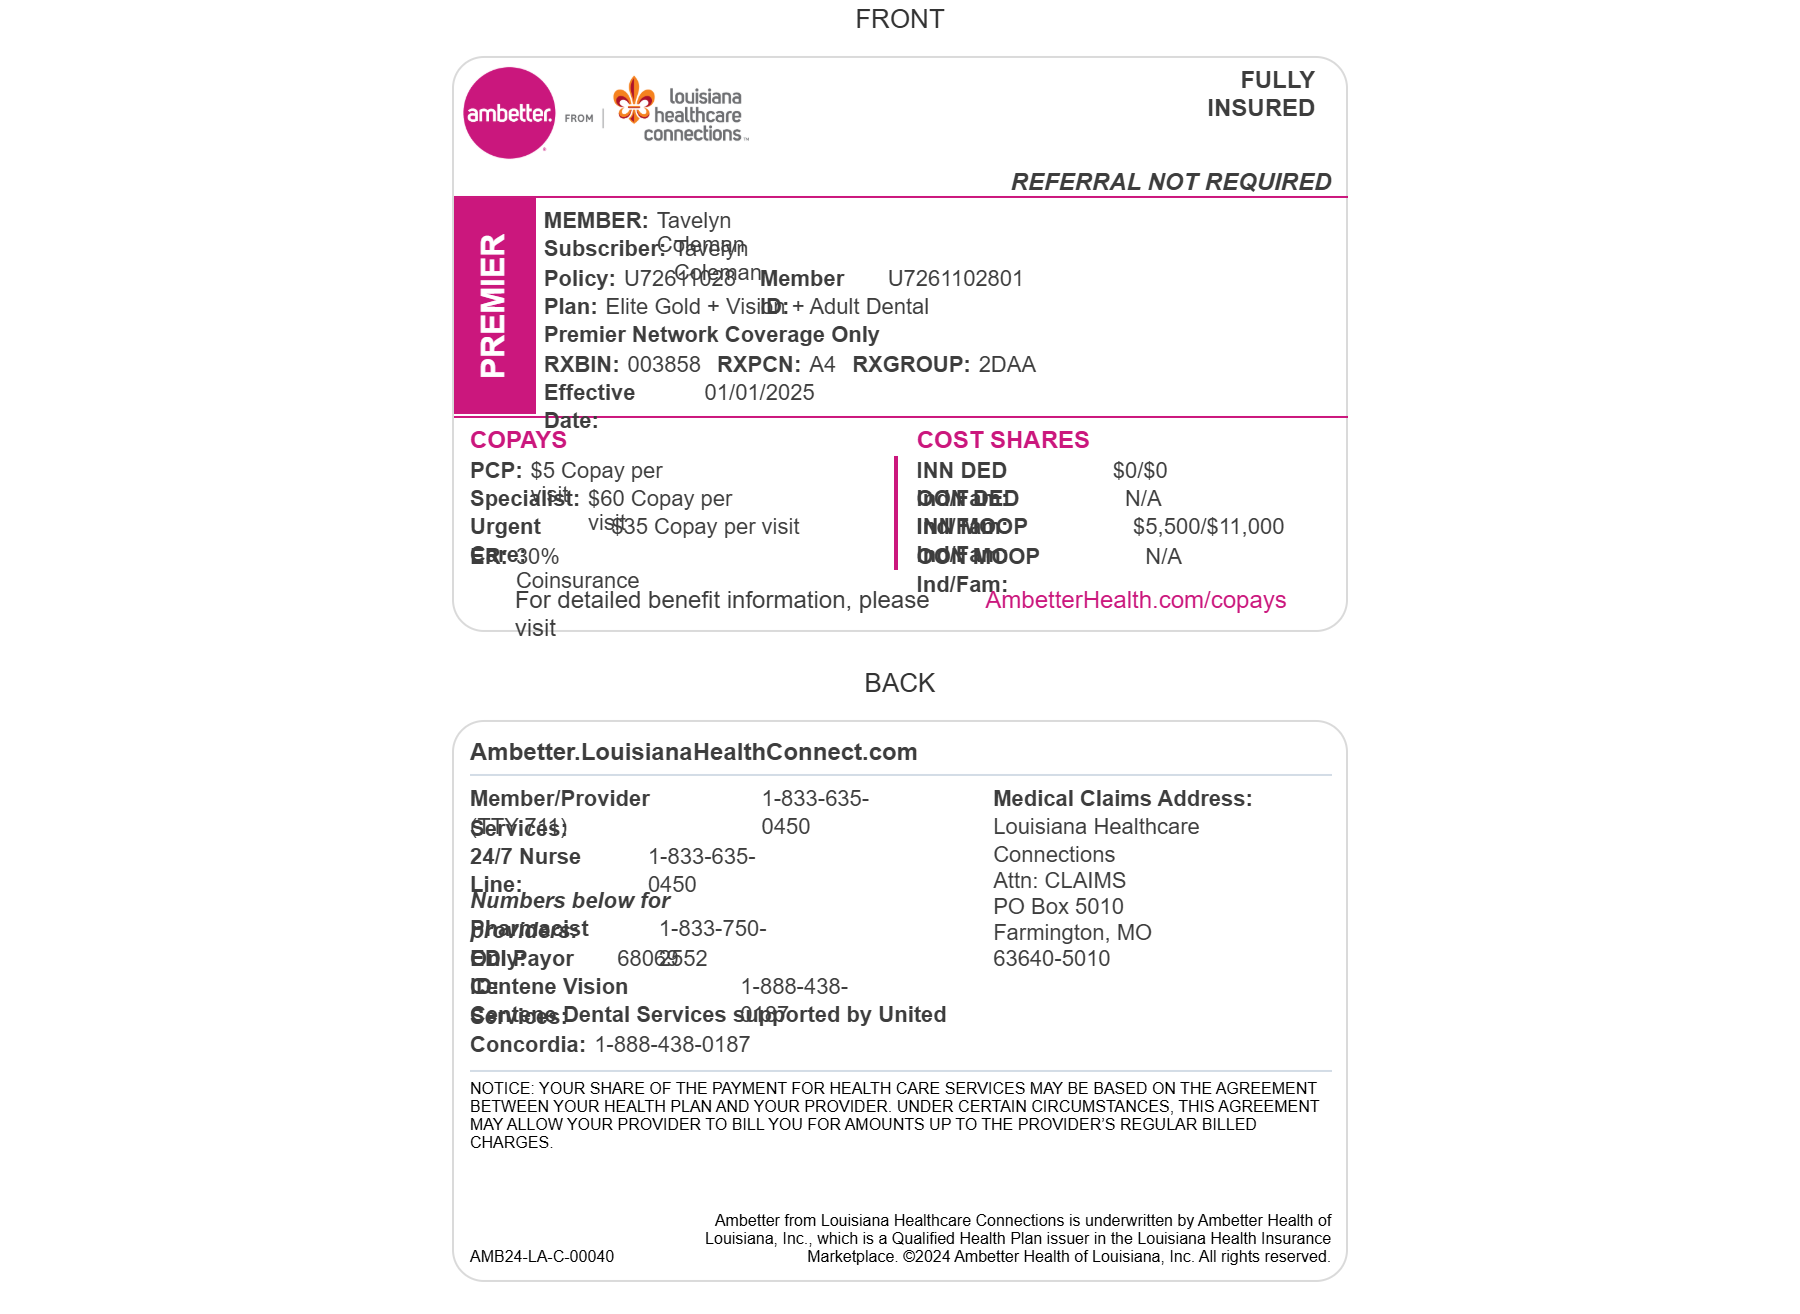 FRONT
ambetter. FROM louisiana healthcare connections™
FULLY
INSURED
REFERRAL NOT REQUIRED
PREMIER
MEMBER: Tavelyn
Coleman
Subscriber: Tavelyn
Coleman
Policy: U72611028 Member ID: U7261102801
Plan: Elite Gold + Vision + Adult Dental
Premier Network Coverage Only
RXBIN: 003858 RXPCN: A4 RXGROUP: 2DAA
Effective Date: 01/01/2025
COPAYS
PCP: $5 Copay per visit
Specialist: $60 Copay per visit
Urgent Care: $35 Copay per visit
ER: 30% Coinsurance
COST SHARES
INN DED Ind/Fam: $0/$0
OON DED Ind/Fam: N/A
INN MOOP Ind/Fam: $5,500/$11,000
OON MOOP Ind/Fam: N/A
For detailed benefit information, please visit AmbetterHealth.com/copays
BACK
Ambetter.LouisianaHealthConnect.com
Member/Provider Services: 1-833-635-0450
(TTY 711)
24/7 Nurse Line: 1-833-635-0450
Numbers below for providers:
Pharmacist Only: 1-833-750-2552
EDI Payor ID: 68069
Centene Vision Services: 1-888-438-0187
Centene Dental Services supported by United
Concordia: 1-888-438-0187
Medical Claims Address:
Louisiana Healthcare
Connections
Attn: CLAIMS
PO Box 5010
Farmington, MO
63640-5010
NOTICE: YOUR SHARE OF THE PAYMENT FOR HEALTH CARE SERVICES MAY BE BASED ON THE AGREEMENT
BETWEEN YOUR HEALTH PLAN AND YOUR PROVIDER. UNDER CERTAIN CIRCUMSTANCES, THIS AGREEMENT
MAY ALLOW YOUR PROVIDER TO BILL YOU FOR AMOUNTS UP TO THE PROVIDER’S REGULAR BILLED
CHARGES.
AMB24-LA-C-00040
Ambetter from Louisiana Healthcare Connections is underwritten by Ambetter Health of
Louisiana, Inc., which is a Qualified Health Plan issuer in the Louisiana Health Insurance
Marketplace. ©2024 Ambetter Health of Louisiana, Inc. All rights reserved.